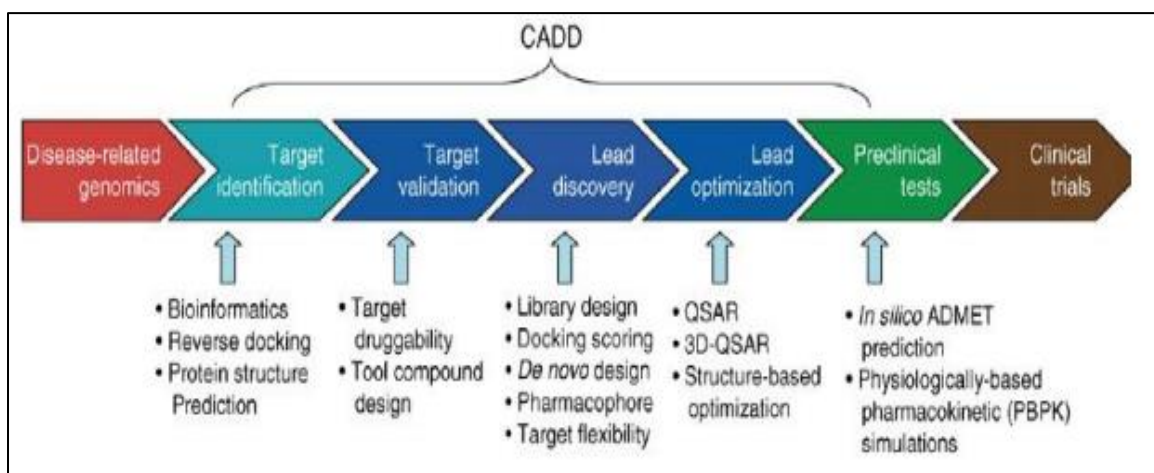 CADD
Disease-related
genomics
Target
identification
Target
validation
Lead
discovery
Lead
optimization
Preclinical
tests
Clinical
trials
• Bioinformatics
• Reverse docking
• Protein structure
Prediction
• Target
druggability
• Tool compound
design
• Library design
• Docking scoring
• De novo design
• Pharmacophore
• Target flexibility
• QSAR
• 3D-QSAR
• Structure-based
optimization
• In silico ADMET
prediction
• Physiologically-based
pharmacokinetic (PBPK)
simulations